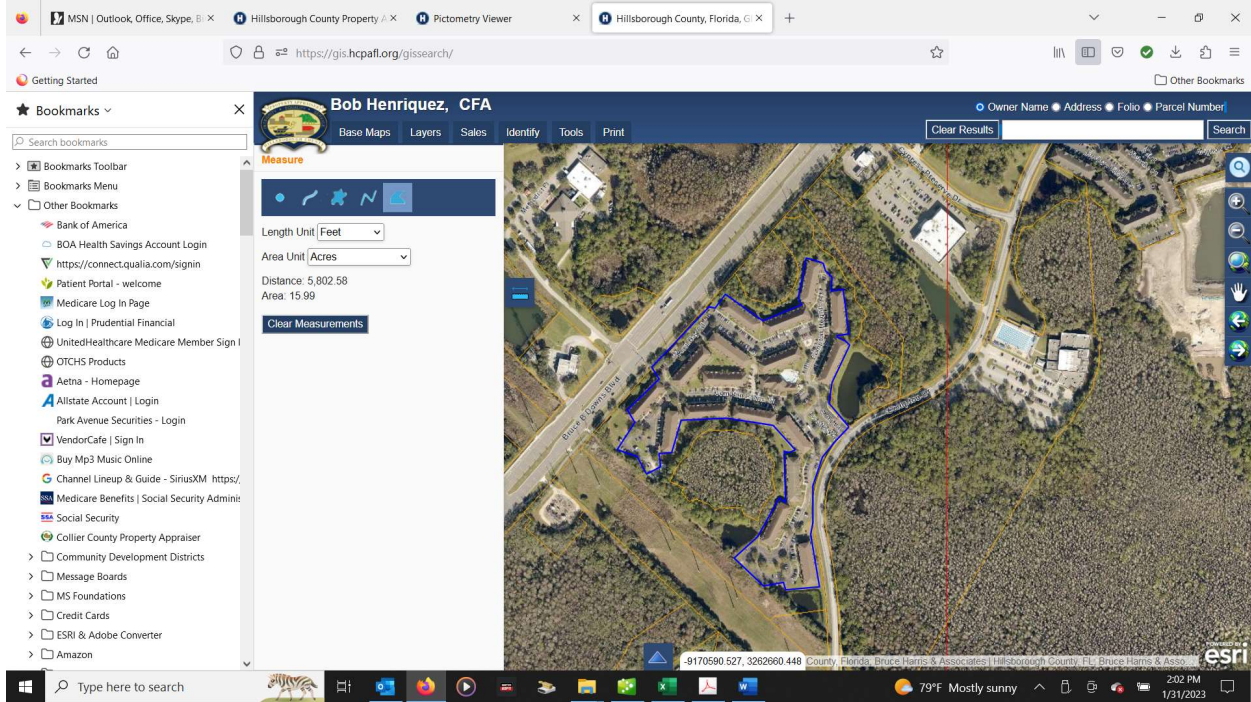 MSN | Outlook, Office, Skype, B
Hillsborough County Property A
Pictometry Viewer
Hillsborough County, Florida, G
https://gis.hcpafl.org/gissearch/
Getting Started
Other Bookmarks
Bookmarks
Search bookmarks
Bookmarks Toolbar
Bookmarks Menu
Other Bookmarks
Bank of America
BOA Health Savings Account Login
https://connect.qualia.com/signin
Patient Portal - welcome
Medicare Log In Page
Log In | Prudential Financial
UnitedHealthcare Medicare Member Sign I
OTCHS Products
Aetna - Homepage
Allstate Account | Login
Park Avenue Securities - Login
VendorCafe | Sign In
Buy Mp3 Music Online
Channel Lineup & Guide - SiriusXM https:/
Medicare Benefits | Social Security Adminis
Social Security
Collier County Property Appraiser
Community Development Districts
Message Boards
MS Foundations
Credit Cards
ESRI & Adobe Converter
Amazon
Bob Henriquez, CFA
Base Maps Layers Sales Identify Tools Print
Owner Name Address Folio Parcel Number
Clear Results
Search
Measure
Length Unit Feet
Area Unit Acres
Distance: 5,802.58
Area: 15.99
Clear Measurements
Bruce B Downs Blvd
-9170590.527, 3262660.448
County, Florida, Bruce Harris & Associates | Hillsborough County, FL; Bruce Harris & Asso...
POWERED BY
esri
Type here to search
79°F Mostly sunny
2:02 PM
1/31/2023